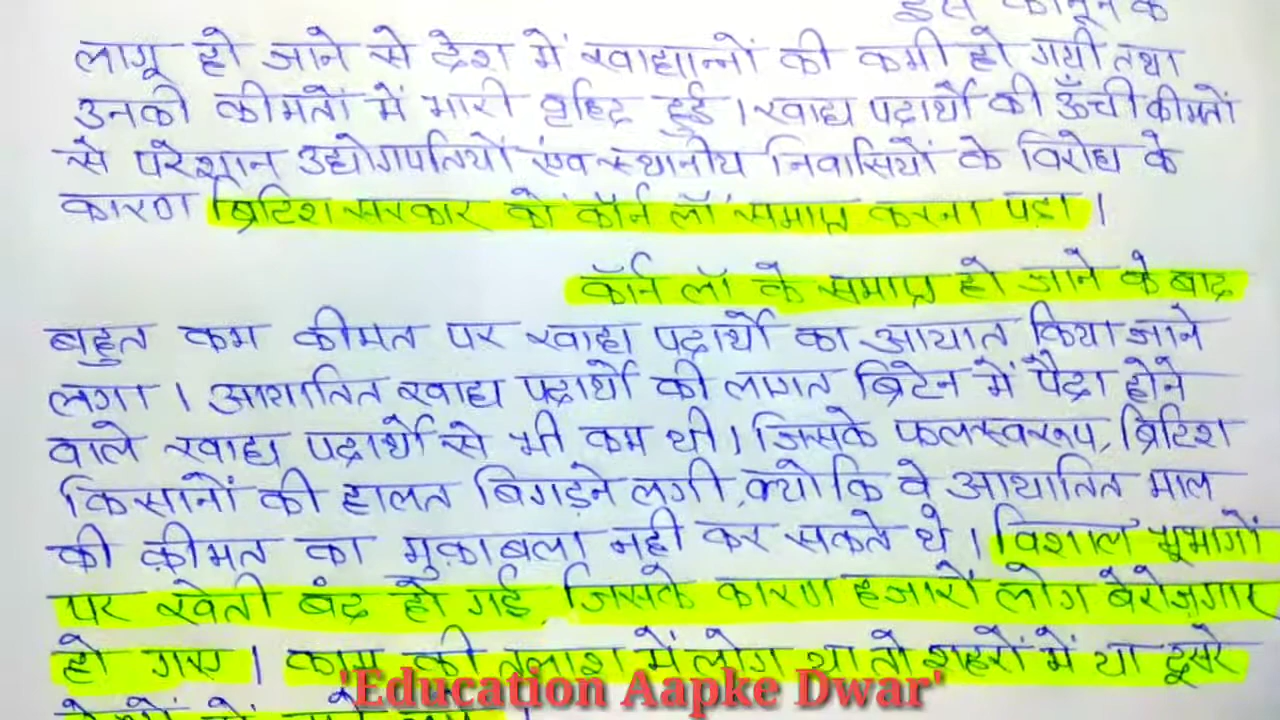 इस कानून के
लागू हो जाने से देश में खाद्यान्नों की कमी हो गयी तथा
उनकी कीमतों में भारी वृद्धि हुई। खाद्य पदार्थों की ऊँची कीमतों
से परेशान उद्योगपतियों एंव स्थानीय निवासियों के विरोध के
कारण ब्रिटिश सरकार को कॉर्न लॉ समाप्त करना पड़ा।
कॉर्न लॉ के समाप्त हो जाने के बाद
बहुत कम कीमत पर खाद्य पदार्थों का आयात किया जाने
लगा। आयातित खाद्य पदार्थों की लागत ब्रिटेन में पैदा होने
वाले खाद्य पदार्थों से भी कम थी। जिसके फलस्वरूप, ब्रिटिश
किसानों की हालत बिगड़ने लगी, क्योकि वे आयातित माल
की क़ीमत का मुक़ाबला नही कर सकते थे। विशाल भूभागों
पर खेती बंद हो गई, जिसके कारण हजारों लोग बेरोज़गार
हो गए। काम की तलाश में लोग या तो शहरों में या दूसरे
'Education Aapke Dwar'